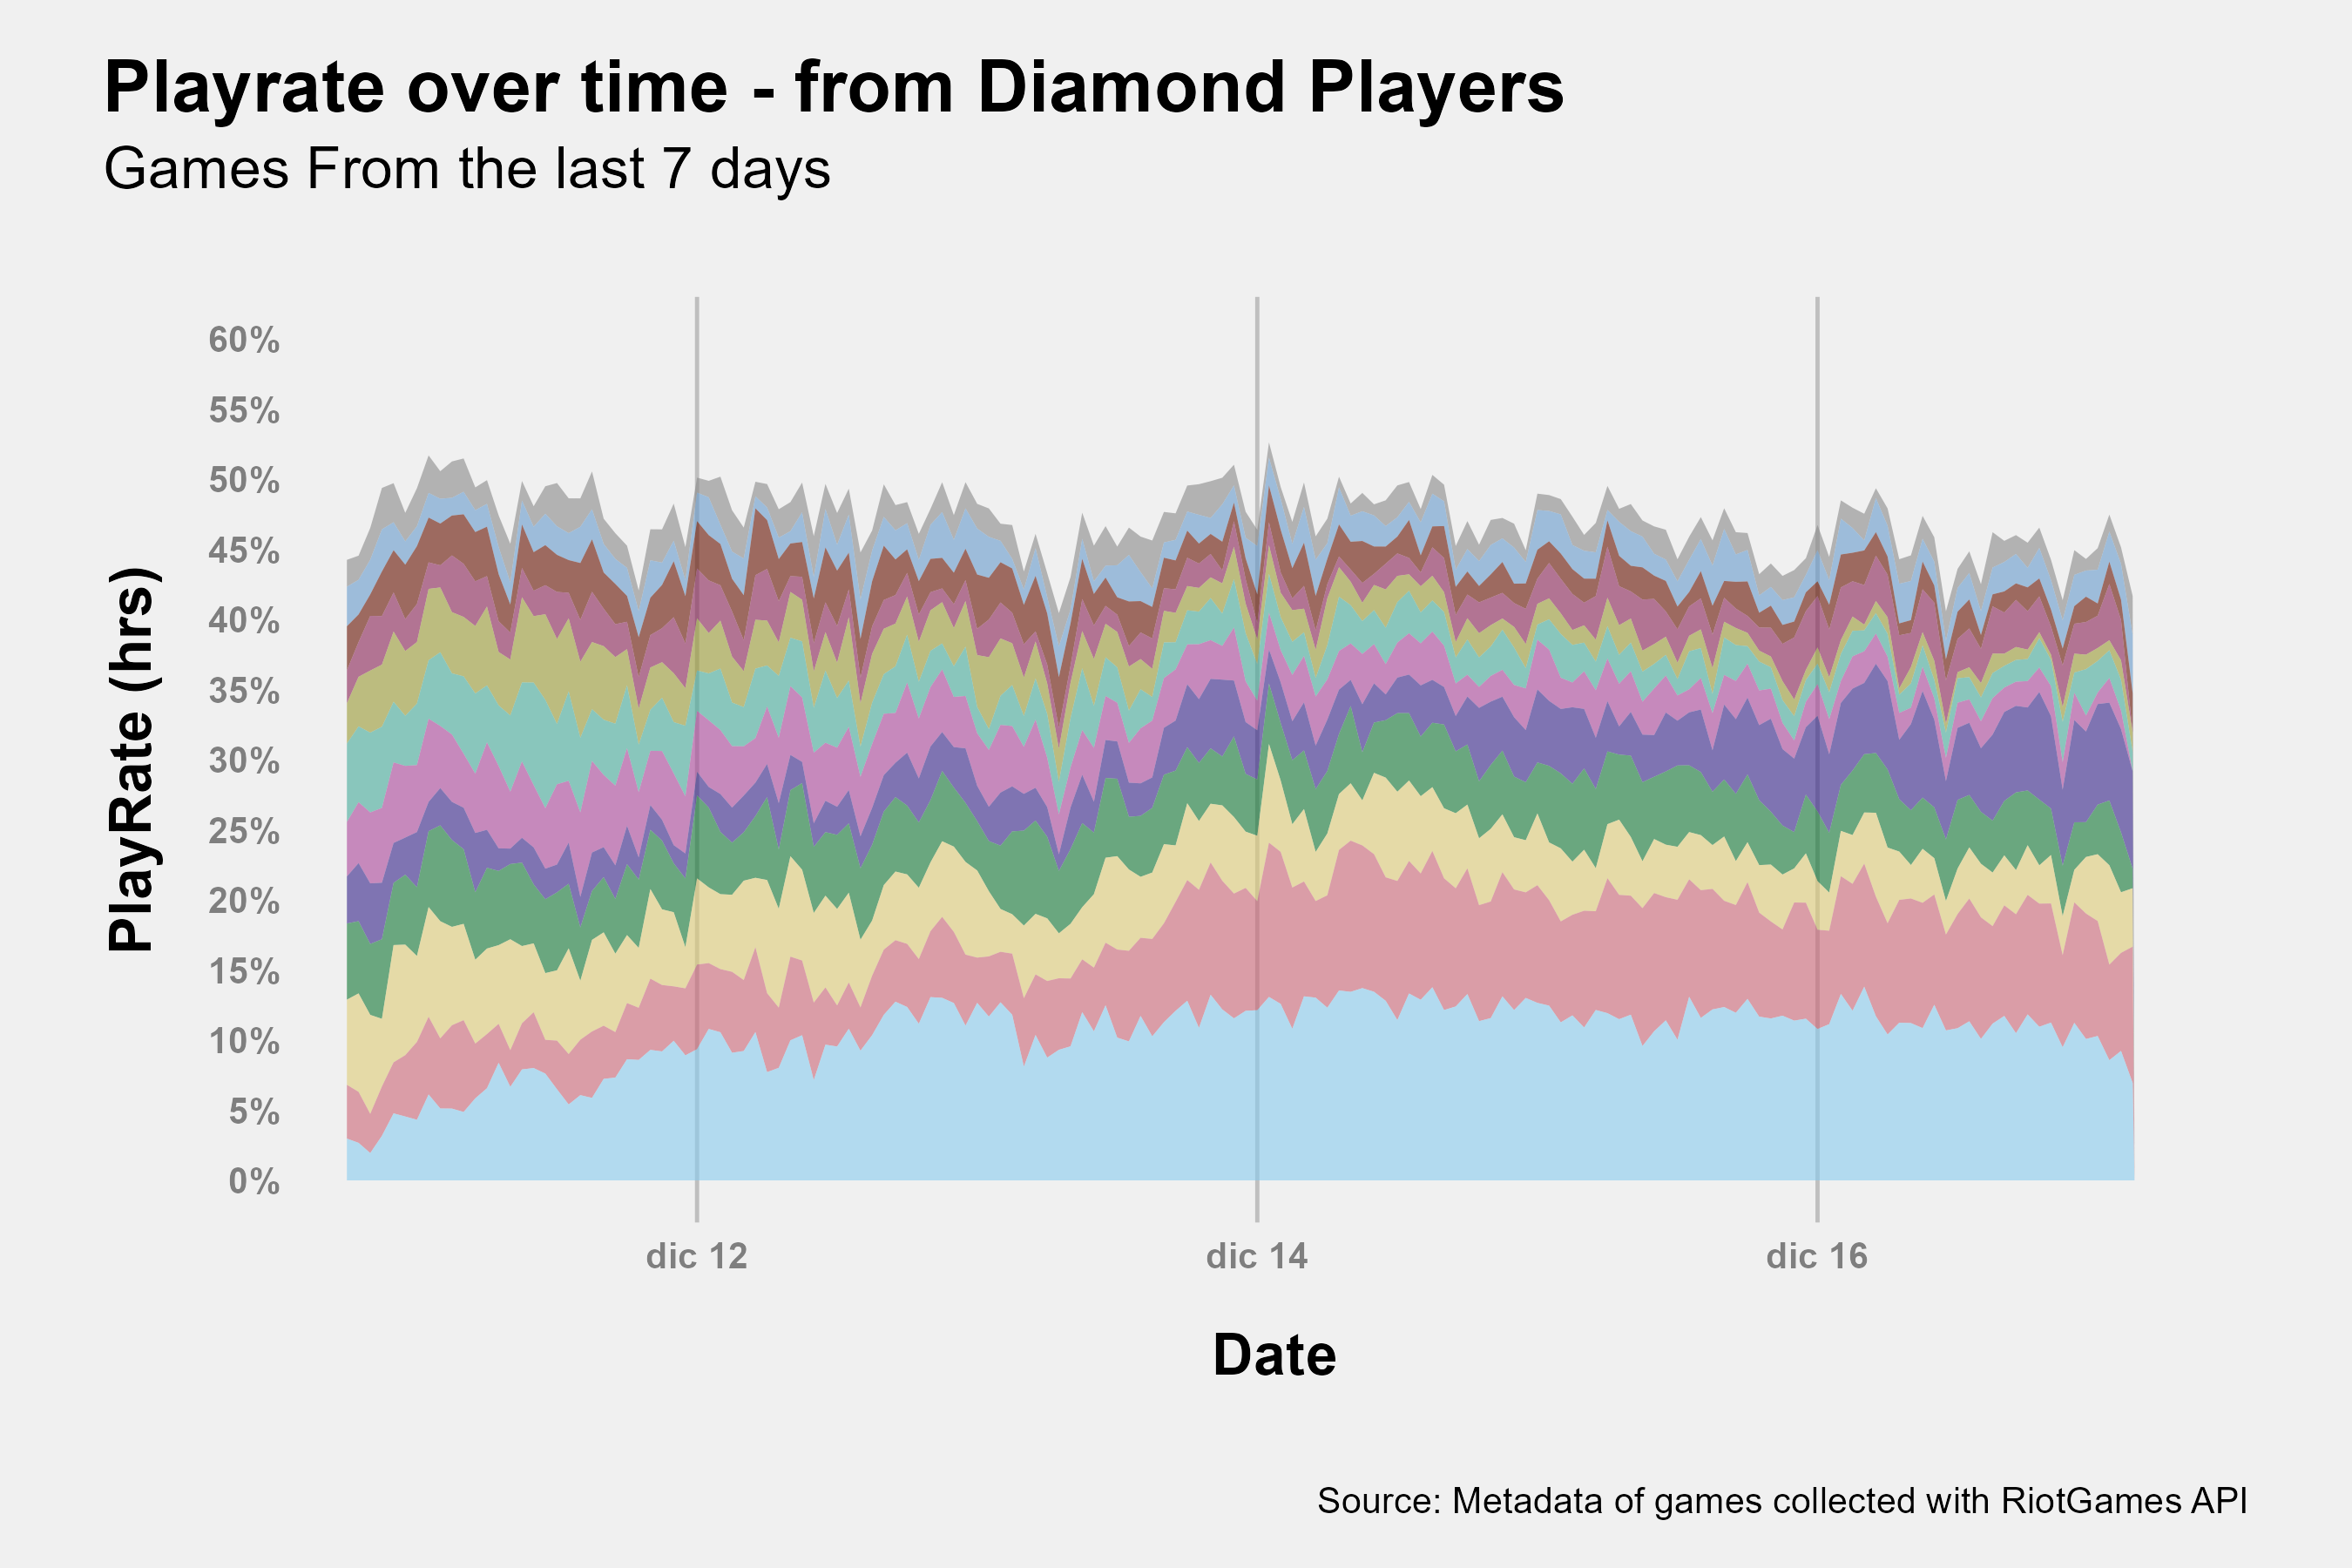 Playrate over time - from Diamond Players
Games From the last 7 days
60%
55%
50%
45%
40%
35%
30%
25%
20%
15%
10%
5%
0%
PlayRate (hrs)
dic 12
dic 14
dic 16
Date
Source: Metadata of games collected with RiotGames API